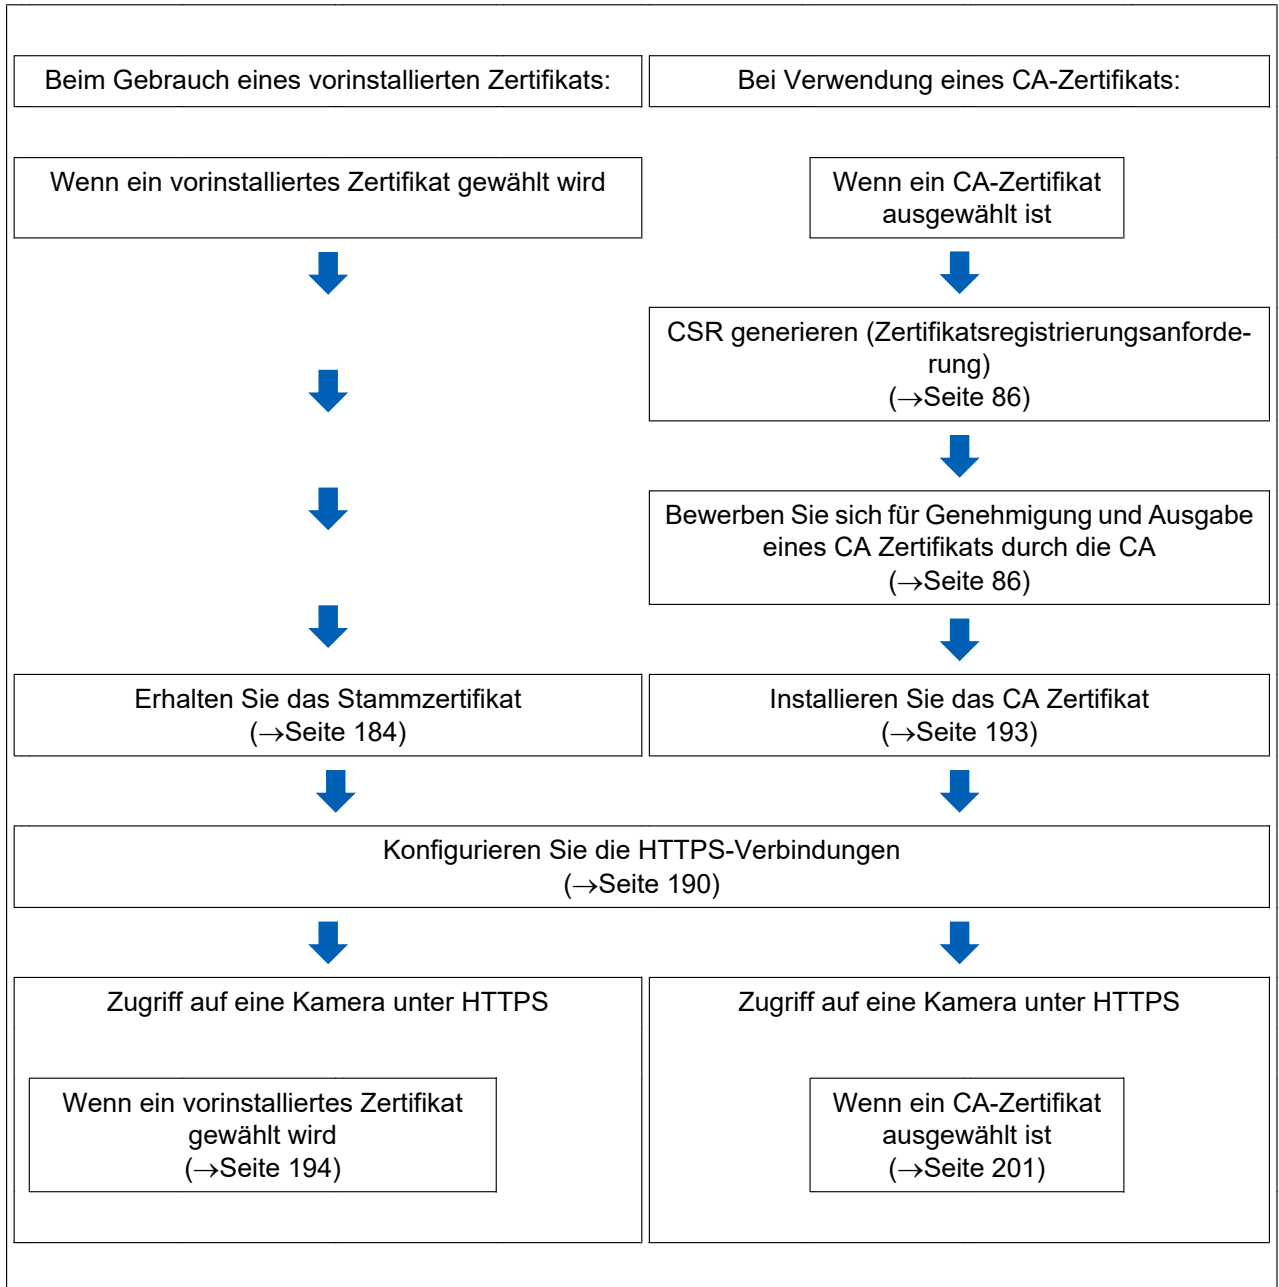 Beim Gebrauch eines vorinstallierten Zertifikats:
Bei Verwendung eines CA-Zertifikats:
Wenn ein vorinstalliertes Zertifikat gewählt wird
Wenn ein CA-Zertifikat
ausgewählt ist
CSR generieren (Zertifikatsregistrierungsanforde-
rung)
(→Seite 86)
Bewerben Sie sich für Genehmigung und Ausgabe
eines CA Zertifikats durch die CA
(→Seite 86)
Erhalten Sie das Stammzertifikat
(→Seite 184)
Installieren Sie das CA Zertifikat
(→Seite 193)
Konfigurieren Sie die HTTPS-Verbindungen
(→Seite 190)
Zugriff auf eine Kamera unter HTTPS
Wenn ein vorinstalliertes Zertifikat
gewählt wird
(→Seite 194)
Zugriff auf eine Kamera unter HTTPS
Wenn ein CA-Zertifikat
ausgewählt ist
(→Seite 201)